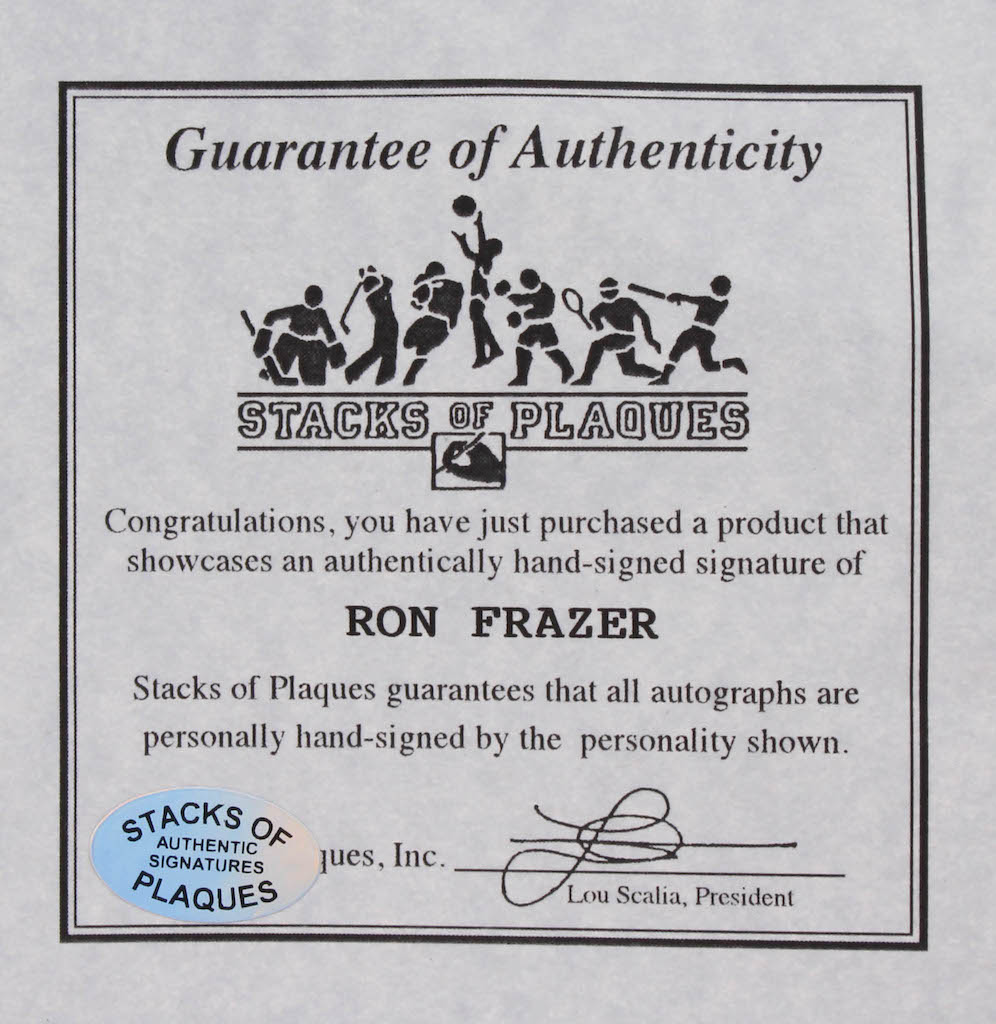 Guarantee of Authenticity
STACKS OF PLAQUES
Congratulations, you have just purchased a product that
showcases an authentically hand-signed signature of
RON FRAZER
Stacks of Plaques guarantees that all autographs are
personally hand-signed by the personality shown.
STACKS OF
AUTHENTIC
SIGNATURES
PLAQUES
ques, Inc.
Lou Scalia, President